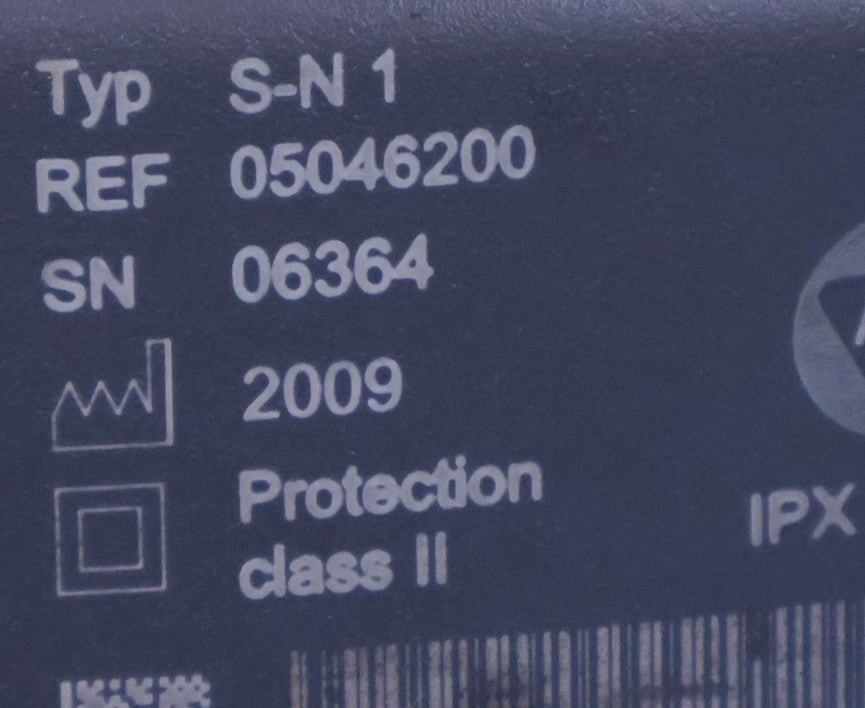 Typ S-N 1
REF 05046200
SN 06364
2009
Protection
class II
IPX